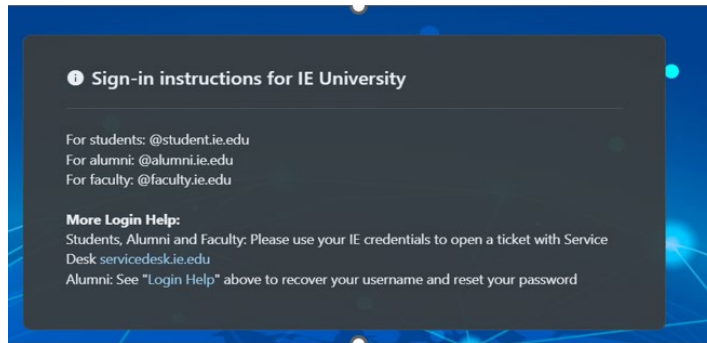 Sign-in instructions for IE University
For students: @student.ie.edu
For alumni: @alumni.ie.edu
For faculty: @faculty.ie.edu
More Login Help:
Students, Alumni and Faculty: Please use your IE credentials to open a ticket with Service
Desk servicedesk.ie.edu
Alumni: See "Login Help" above to recover your username and reset your password